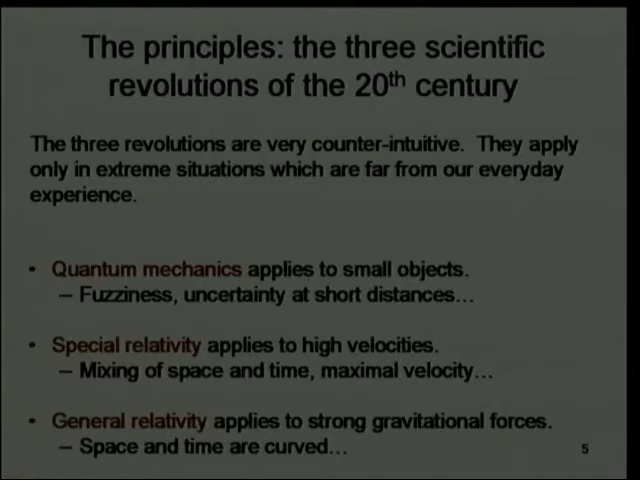 The principles: the three scientific
revolutions of the 20th century
The three revolutions are very counter-intuitive. They apply
only in extreme situations which are far from our everyday
experience.
• Quantum mechanics applies to small objects.
– Fuzziness, uncertainty at short distances…
• Special relativity applies to high velocities.
– Mixing of space and time, maximal velocity…
• General relativity applies to strong gravitational forces.
– Space and time are curved…
5